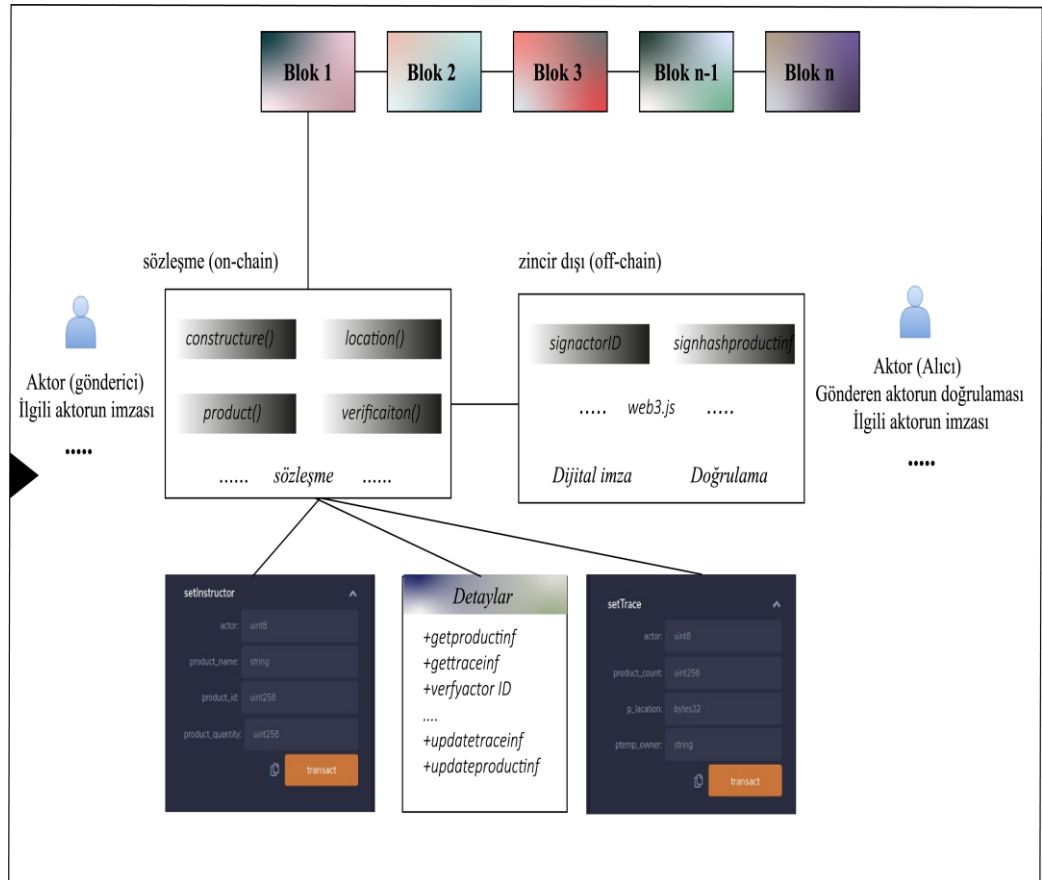 Blok 1
Blok 2
Blok 3
Blok n-1
Blok n
sözleşme (on-chain)
zincir dışı (off-chain)
Aktor (gönderici)
İlgili aktorun imzası
.....
constructure()
location()
product()
verificaiton()
...... sözleşme ......
signactorID
signhashproductinf
..... web3.js .....
Dijital imza
Doğrulama
Aktor (Alıcı)
Gönderen aktorun doğrulaması
İlgili aktorun imzası
.....
setInstructor
actor: uint8
product_name: string
product_id: uint256
product_quantity: uint256
transact
Detaylar
+getproductinf
+gettraceinf
+verfyactor ID
....
+updatetraceinf
+updateproductinf
setTrace
actor: uint8
product_count: uint256
p_lacation: bytes32
ptemp_owner: string
transact